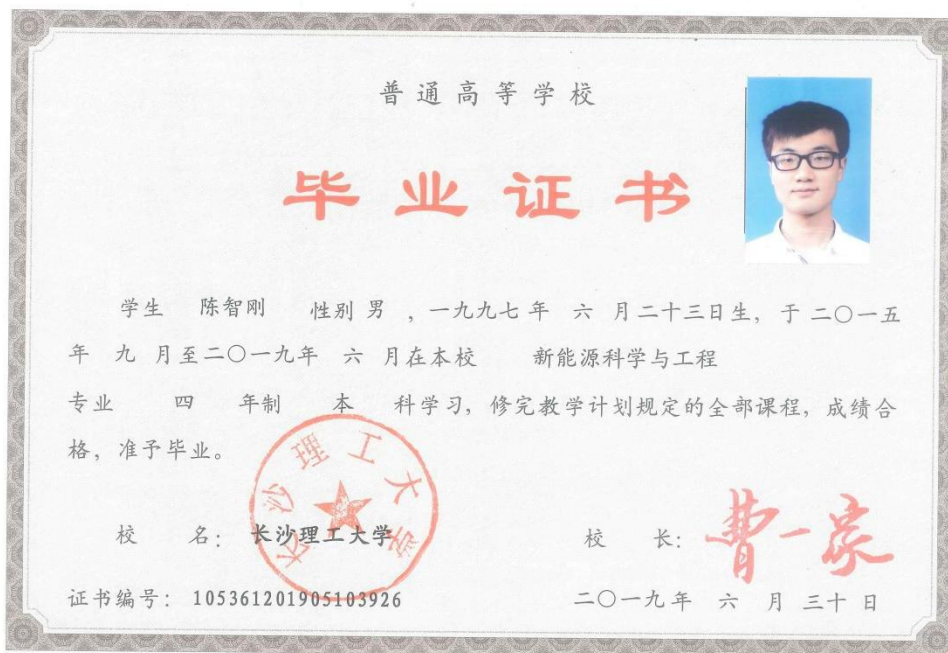 普通高等学校
毕业证书
学生 陈智刚 性别 男 ，一九九七 年 六 月二十三日生，于 二〇一五
年 九 月至二〇一九年 六 月在本校 新能源科学与工程
专业 四 年制 本 科学习，修完教学计划规定的全部课程，成绩合
格，准予毕业。
长沙理工大学
校 名：长沙理工大学 校 长：曹一家
证书编号：105361201905103926 二〇一九年 六 月 三十 日